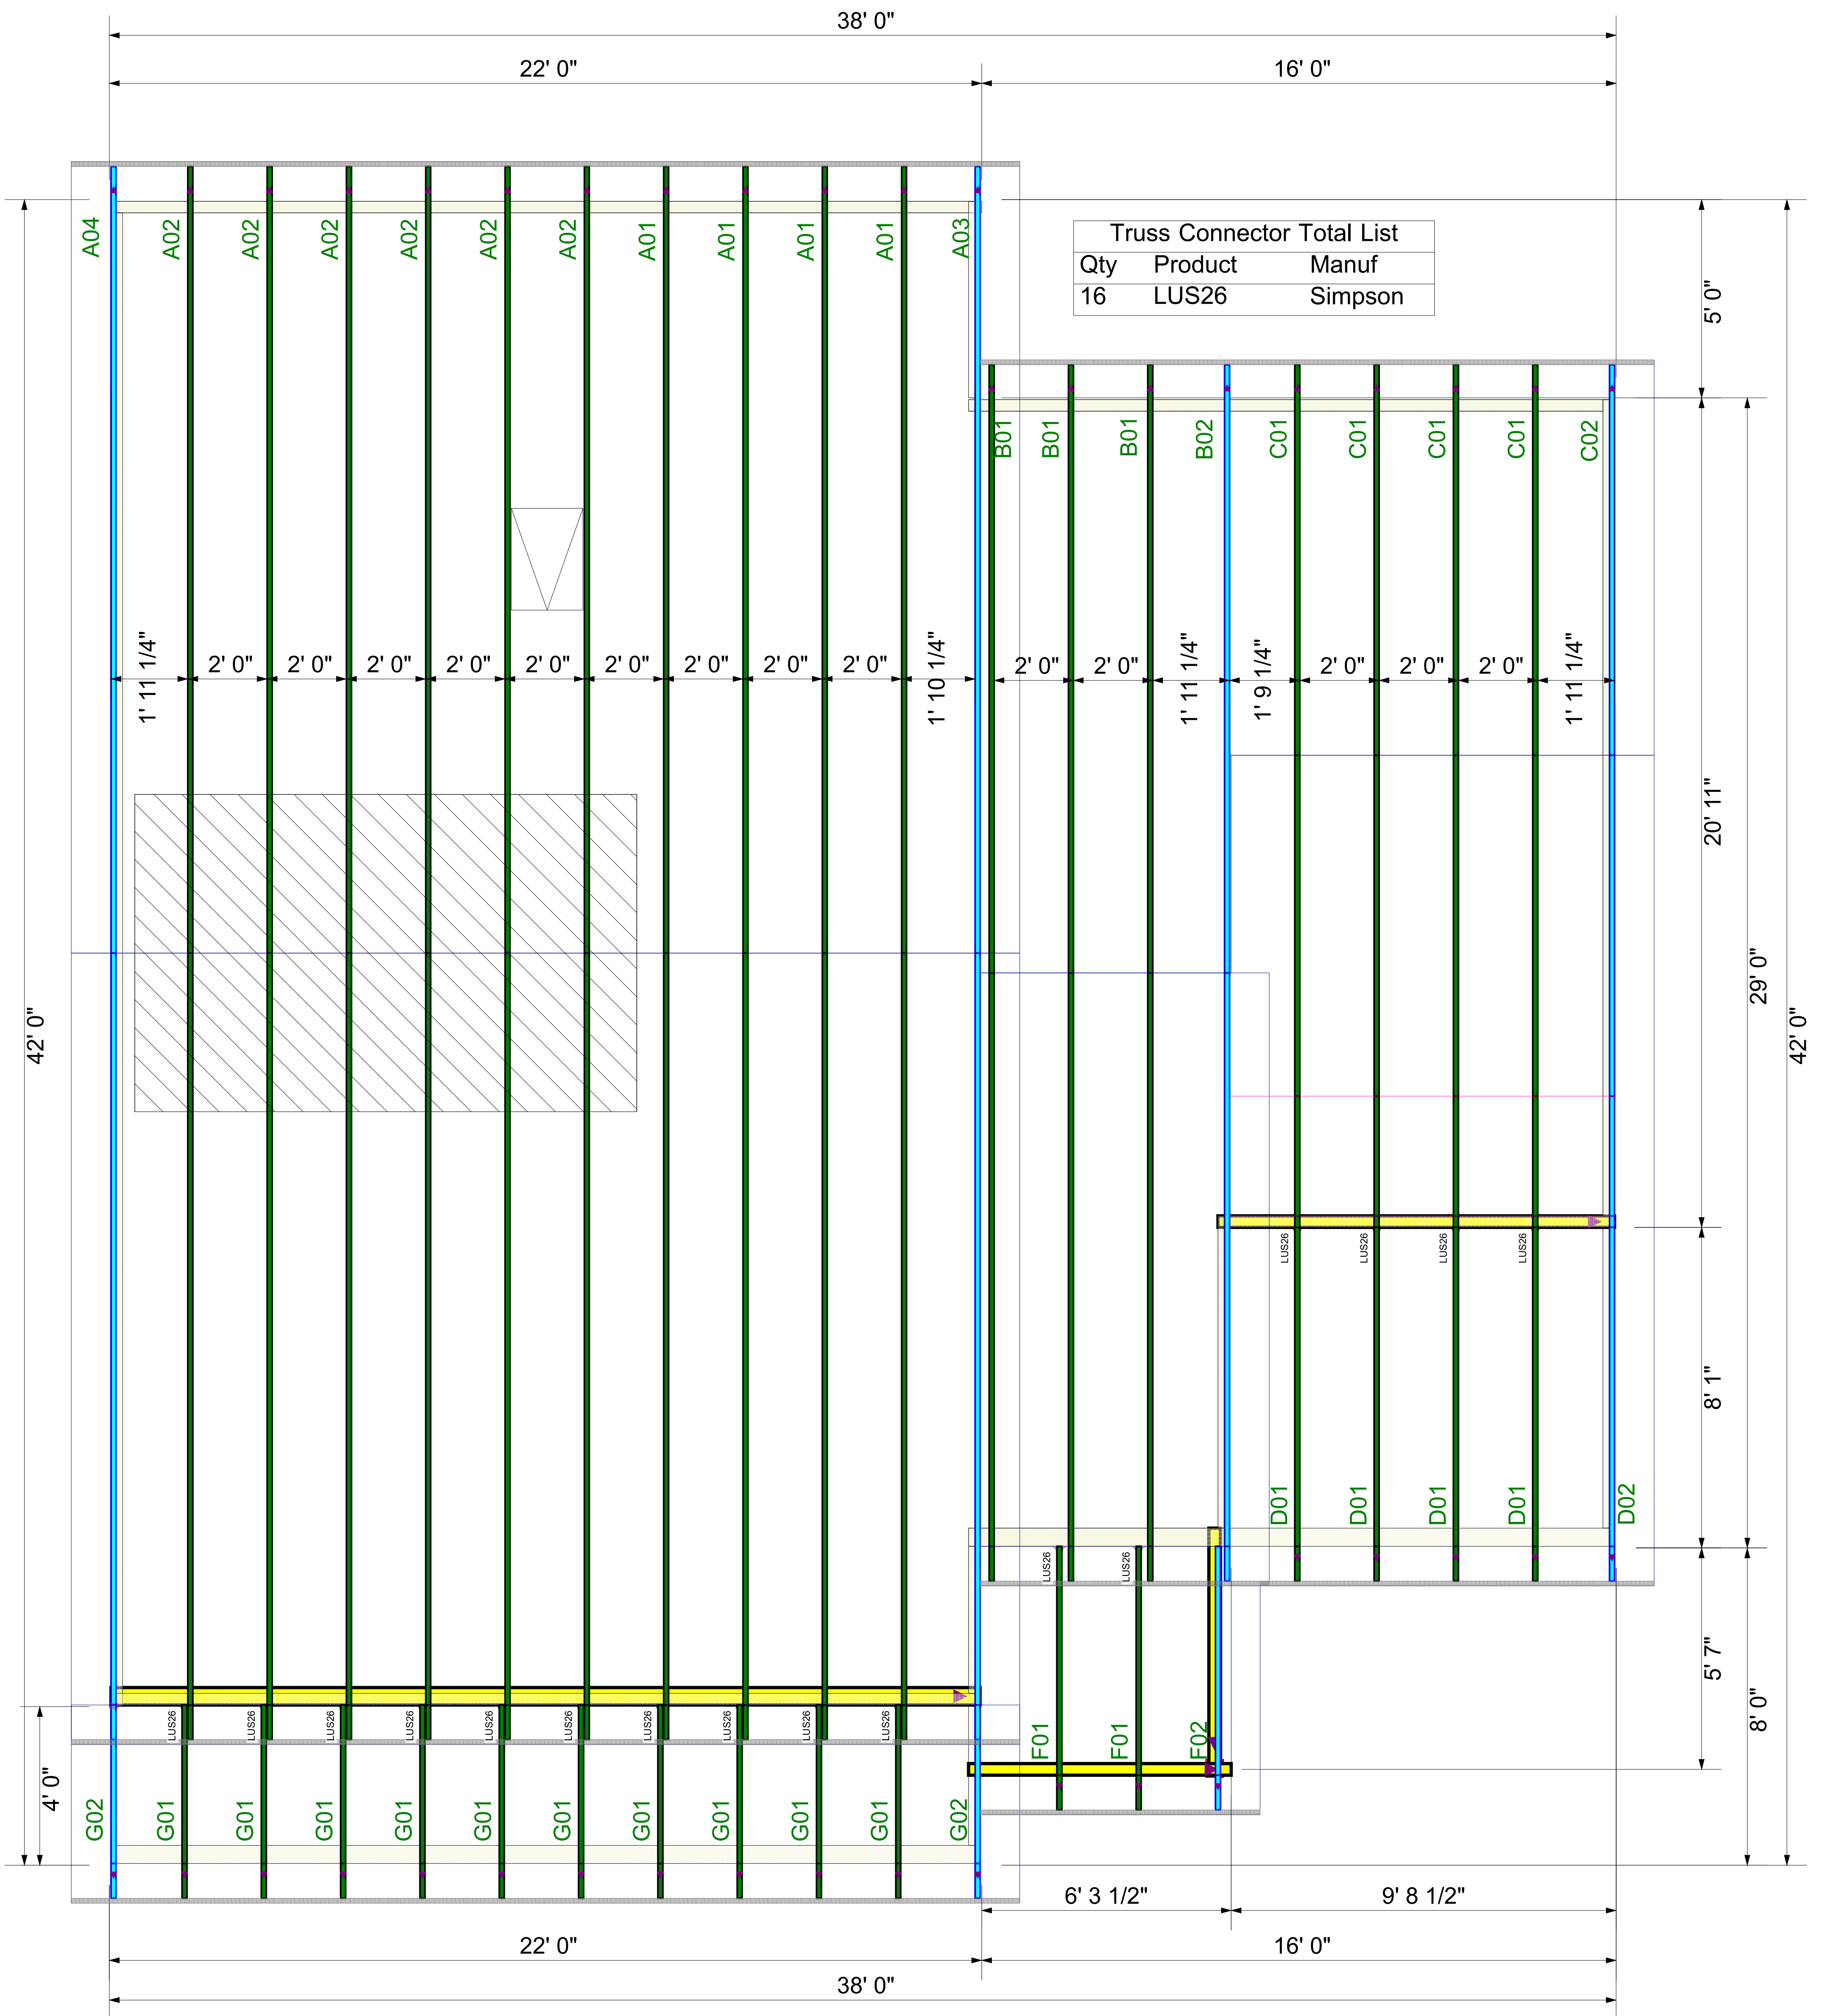 38' 0"
22' 0" 16' 0"
Truss Connector Total List
Qty Product Manuf
16 LUS26 Simpson
A04 A02 A02 A02 A02 A02 A02 A01 A01 A01 A01 A03
5' 0"
B01 B01 B01 B02 C01 C01 C01 C01 C02
1' 11 1/4" 2' 0" 2' 0" 2' 0" 2' 0" 2' 0" 2' 0" 2' 0" 2' 0" 2' 0" 1' 10 1/4" 2' 0" 2' 0" 1' 11 1/4" 1' 9 1/4" 2' 0" 2' 0" 2' 0" 1' 11 1/4"
20' 11"
29' 0"
42' 0" 42' 0"
LUS26 LUS26 LUS26 LUS26
8' 1"
D01 D01 D01 D01 D02
LUS26 LUS26
5' 7"
8' 0"
LUS26 LUS26 LUS26 LUS26 LUS26 LUS26 LUS26 LUS26 LUS26 LUS26
F01 F01 F02
4' 0"
G02 G01 G01 G01 G01 G01 G01 G01 G01 G01 G01 G02
6' 3 1/2" 9' 8 1/2"
22' 0" 16' 0"
38' 0"